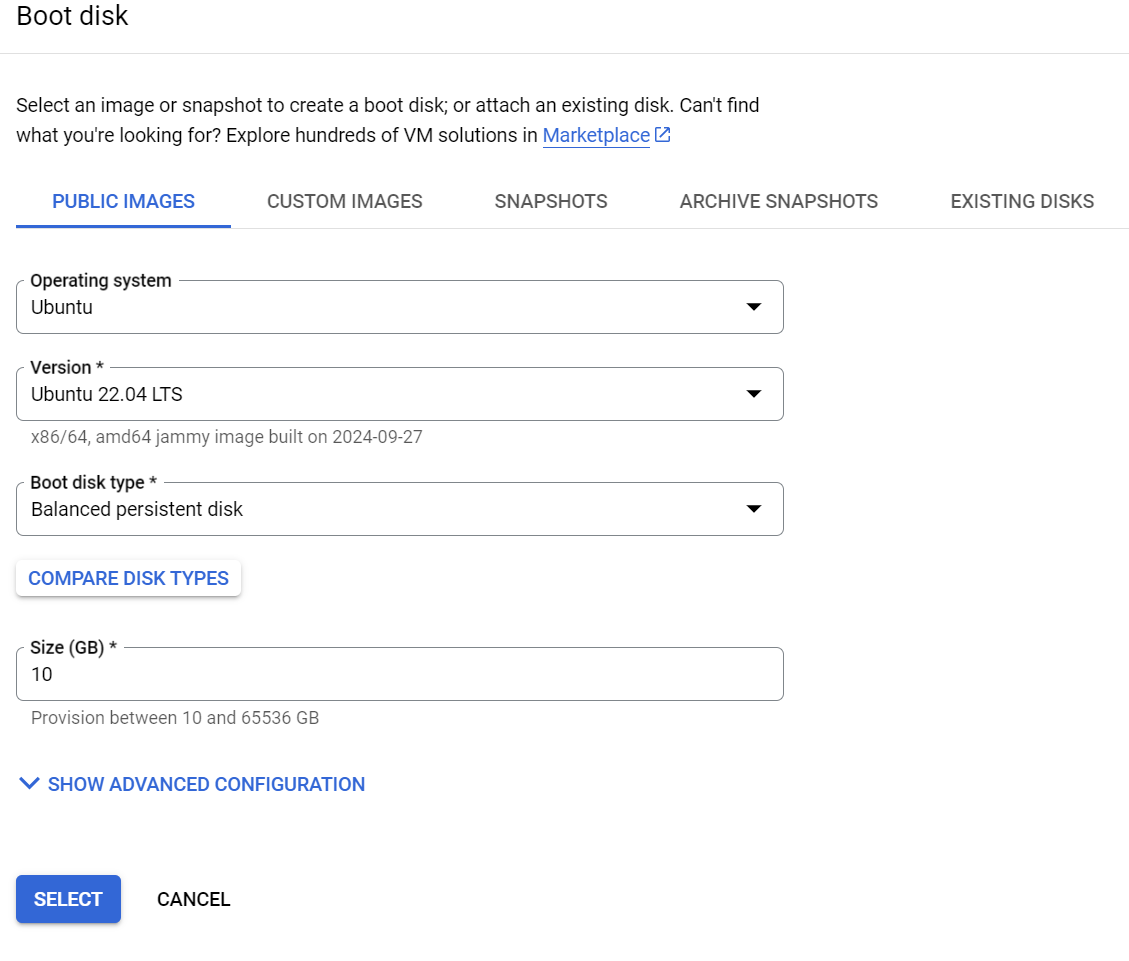 Boot disk
Select an image or snapshot to create a boot disk; or attach an existing disk. Can't find
what you're looking for? Explore hundreds of VM solutions in Marketplace
PUBLIC IMAGES
CUSTOM IMAGES
SNAPSHOTS
ARCHIVE SNAPSHOTS
EXISTING DISKS
Operating system
Ubuntu
Version *
Ubuntu 22.04 LTS
x86/64, amd64 jammy image built on 2024-09-27
Boot disk type *
Balanced persistent disk
COMPARE DISK TYPES
Size (GB) *
10
Provision between 10 and 65536 GB
SHOW ADVANCED CONFIGURATION
SELECT
CANCEL